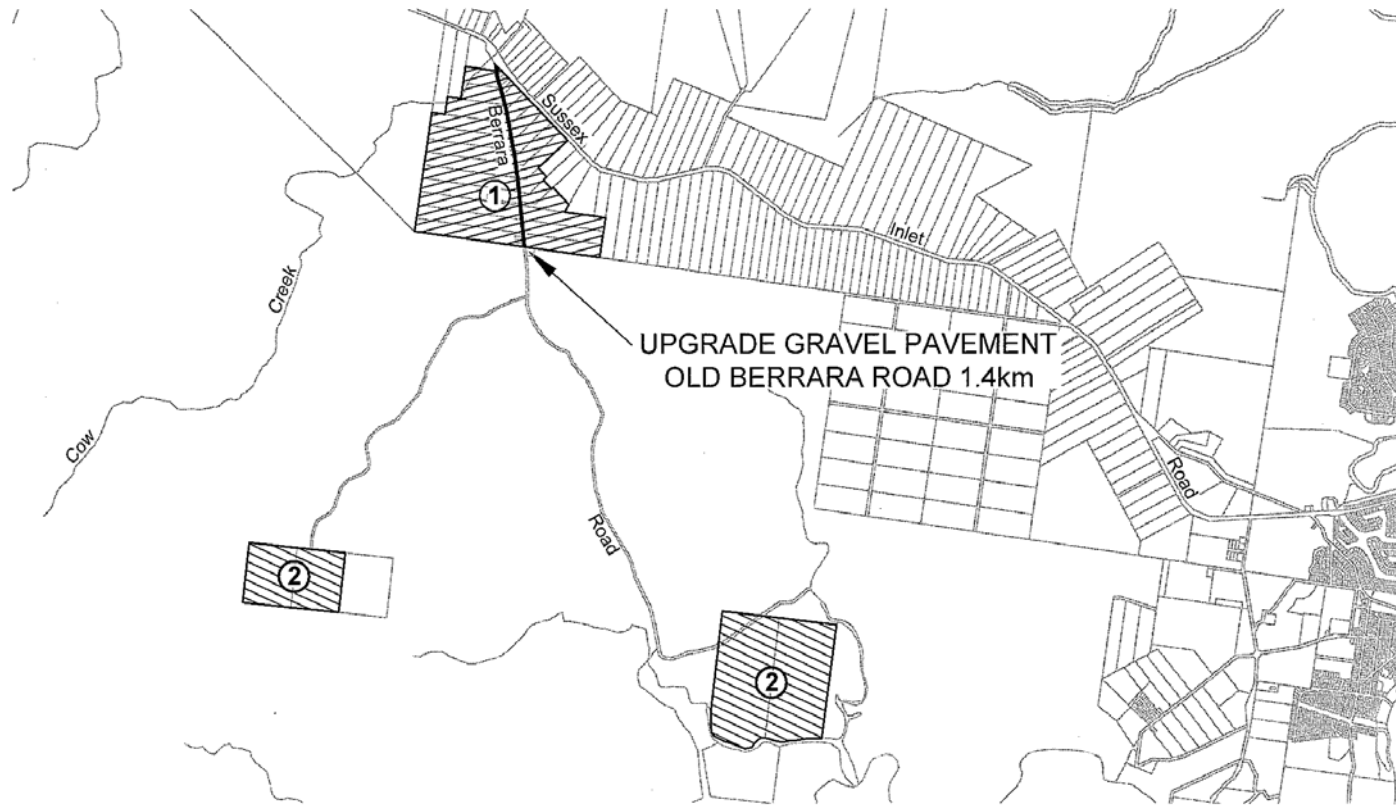 Sussex
Berrara
1
Inlet
Creek
UPGRADE GRAVEL PAVEMENT
OLD BERRARA ROAD 1.4km
Cow
Road
Road
2
2